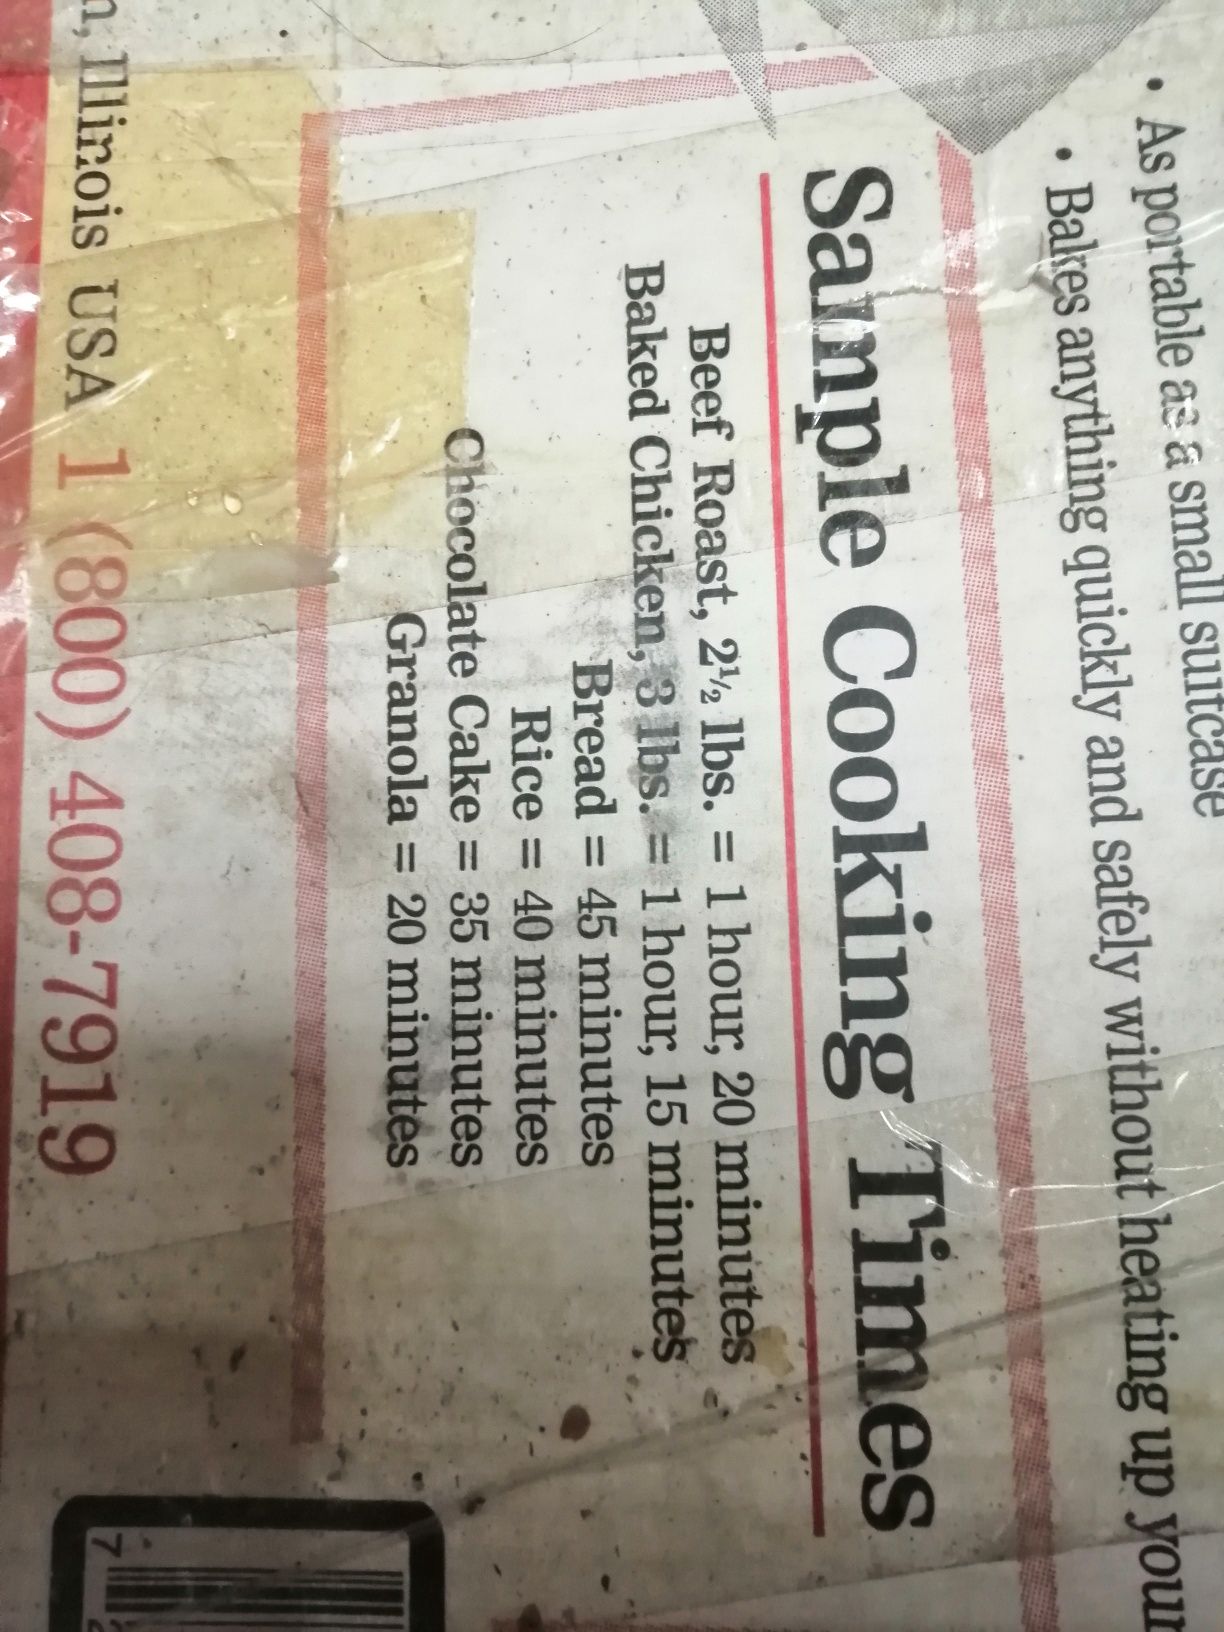 • As portable as a small suitcase
• Bakes anything quickly and safely without heating up your
Sample Cooking Times
Beef Roast, 2½ lbs. = 1 hour, 20 minutes
Baked Chicken, 3 lbs. = 1 hour, 15 minutes
Bread = 45 minutes
Rice = 40 minutes
Chocolate Cake = 35 minutes
Granola = 20 minutes
Illinois USA 1 (800) 408-7919
7